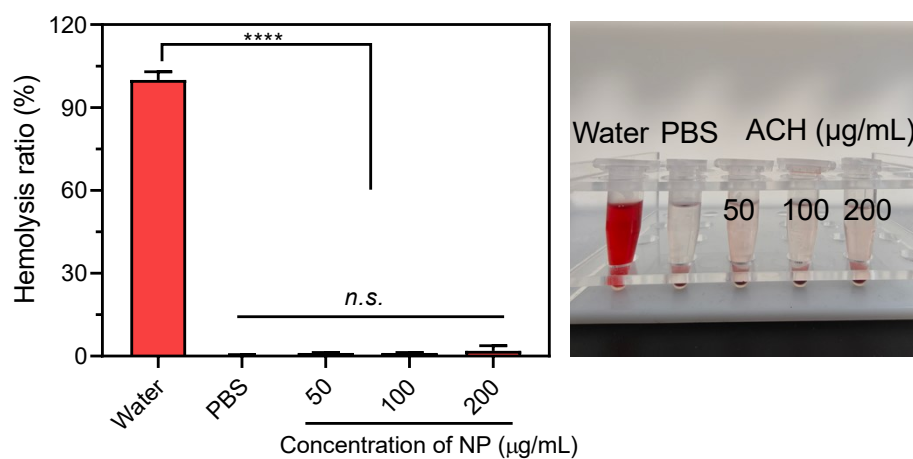 Hemolysis ratio (%)
120
90
60
30
0
****
n.s.
Water
PBS
50
100
200
Concentration of NP (μg/mL)
Water PBS ACH (μg/mL)
50 100 200